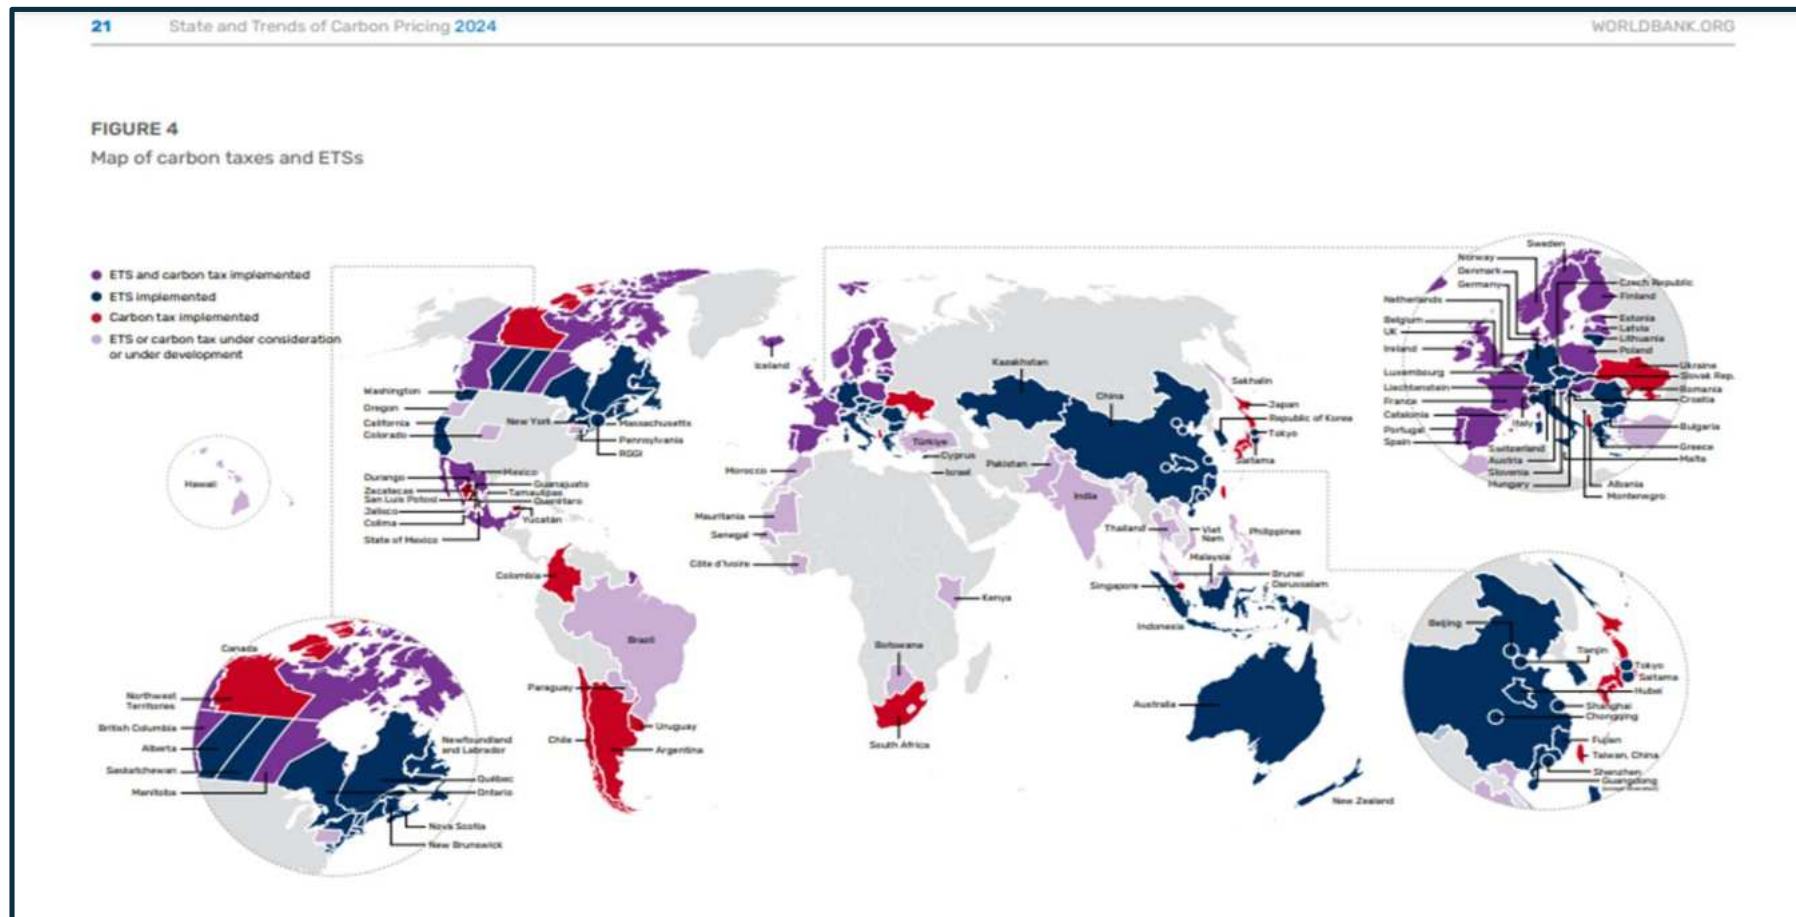 21 State and Trends of Carbon Pricing 2024 WORLDBANK.ORG
FIGURE 4
Map of carbon taxes and ETSs
ETS and carbon tax implemented
ETS implemented
Carbon tax implemented
ETS or carbon tax under consideration
or under development
Washington
Oregon
California
Colorado
New York
Massachusetts
Pennsylvania
RGGI
Hawaii
Durango
Zacatecas
San Luis Potosí
Jalisco
Colima
State of Mexico
Mexico
Guanajuato
Tamaulipas
Querétaro
Yucatán
Colombia
Brazil
Paraguay
Uruguay
Chile
Argentina
Iceland
Morocco
Mauritania
Senegal
Côte d'Ivoire
Türkiye
Cyprus
Israel
Kenya
Botswana
South Africa
Kazakhstan
China
Pakistan
India
Thailand
Viet
Nam
Malaysia
Philippines
Brunei
Darussalam
Singapore
Indonesia
Sakhalin
Japan
Republic of Korea
Tokyo
Saitama
Australia
New Zealand
Sweden
Norway
Denmark
Germany
Netherlands
Belgium
UK
Ireland
Luxembourg
Liechtenstein
France
Catalonia
Portugal
Spain
Italy
Switzerland
Austria
Slovenia
Hungary
Czech Republic
Finland
Estonia
Latvia
Lithuania
Poland
Ukraine
Slovak Rep.
Romania
Croatia
Bulgaria
Greece
Malta
Albania
Montenegro
Canada
Northwest
Territories
British Columbia
Alberta
Saskatchewan
Manitoba
Newfoundland
and Labrador
Québec
Ontario
Nova Scotia
New Brunswick
Beijing
Tianjin
Tokyo
Saitama
Hubei
Shanghai
Chongqing
Fujian
Taiwan, China
Shenzhen
Guangdong